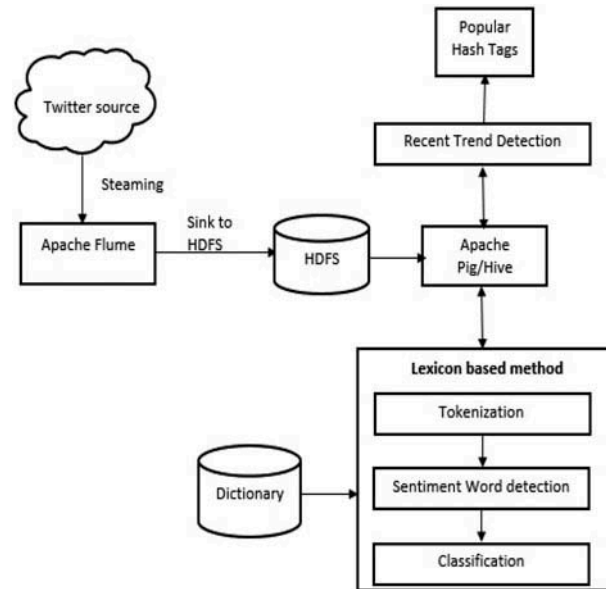 Popular
Hash Tags
Twitter source
Recent Trend Detection
Steaming
Apache Flume
Sink to
HDFS
HDFS
Apache
Pig/Hive
Lexicon based method
Tokenization
Dictionary
Sentiment Word detection
Classification